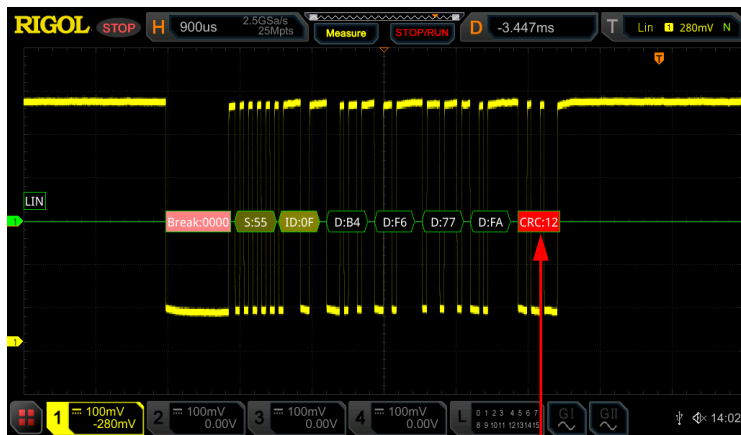 RIGOL STOP H 900us 2.5GSa/s 25Mpts Measure STOP/RUN D -3.447ms T Lin 1 280mV N
T
LIN
1 Break:0000 S:55 ID:0F D:B4 D:F6 D:77 D:FA CRC:12
1
1 100mV -280mV 2 100mV 0.00V 3 100mV 0.00V 4 100mV 0.00V L 0 1 2 3 4 5 6 7 GI GII 14:02
8 9 10 11 12 13 14 15